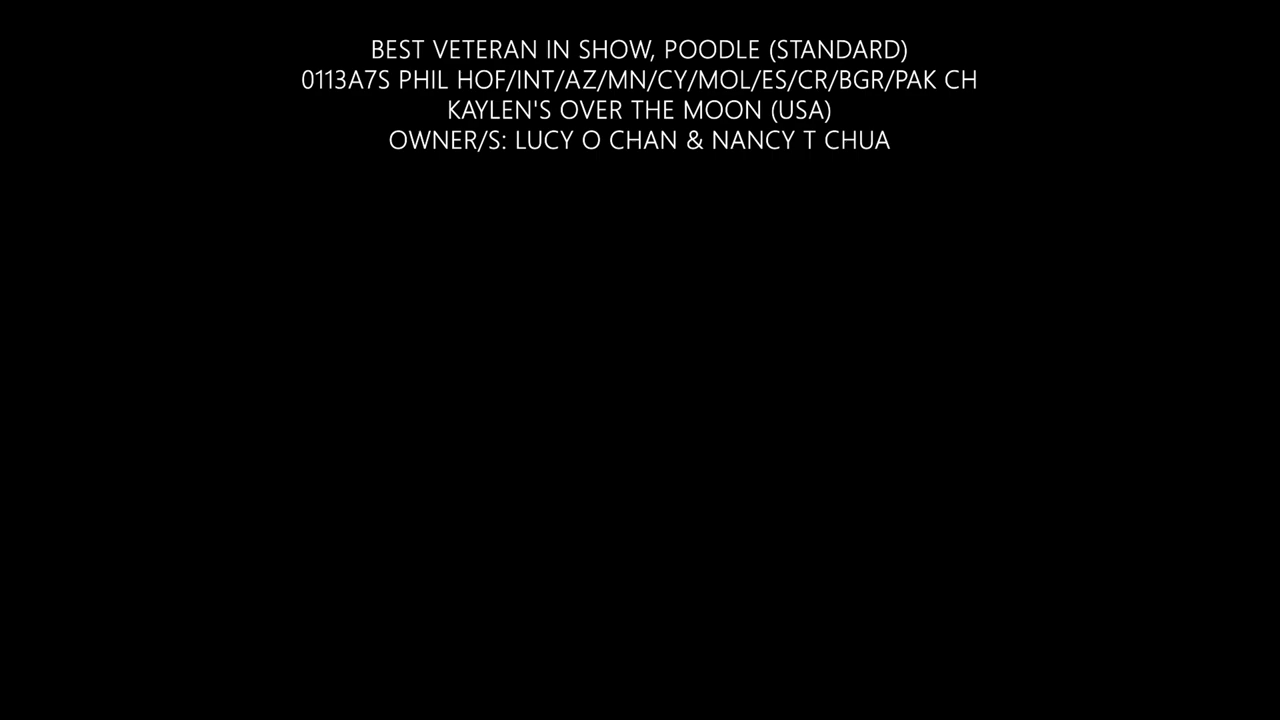 BEST VETERAN IN SHOW, POODLE (STANDARD)
0113A7S PHIL HOF/INT/AZ/MN/CY/MOL/ES/CR/BGR/PAK CH
KAYLEN'S OVER THE MOON (USA)
OWNER/S: LUCY O CHAN & NANCY T CHUA